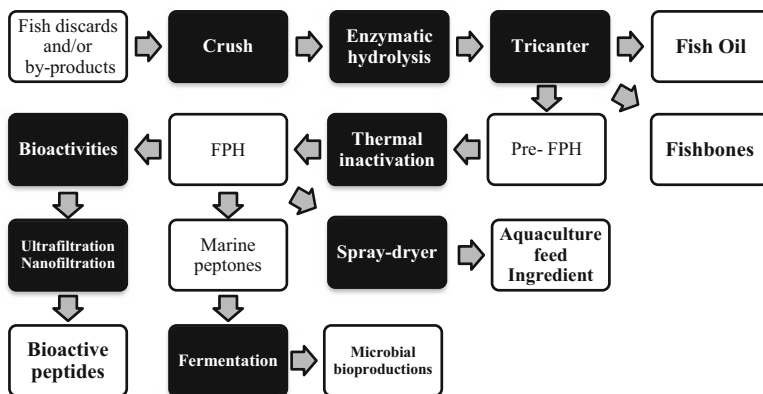 Fish discards
and/or
by-products
Crush
Enzymatic
hydrolysis
Tricanter
Fish Oil
Bioactivities
FPH
Thermal
inactivation
Pre- FPH
Fishbones
Ultrafiltration
Nanofiltration
Marine
peptones
Spray-dryer
Aquaculture
feed
Ingredient
Bioactive
peptides
Fermentation
Microbial
bioproductions